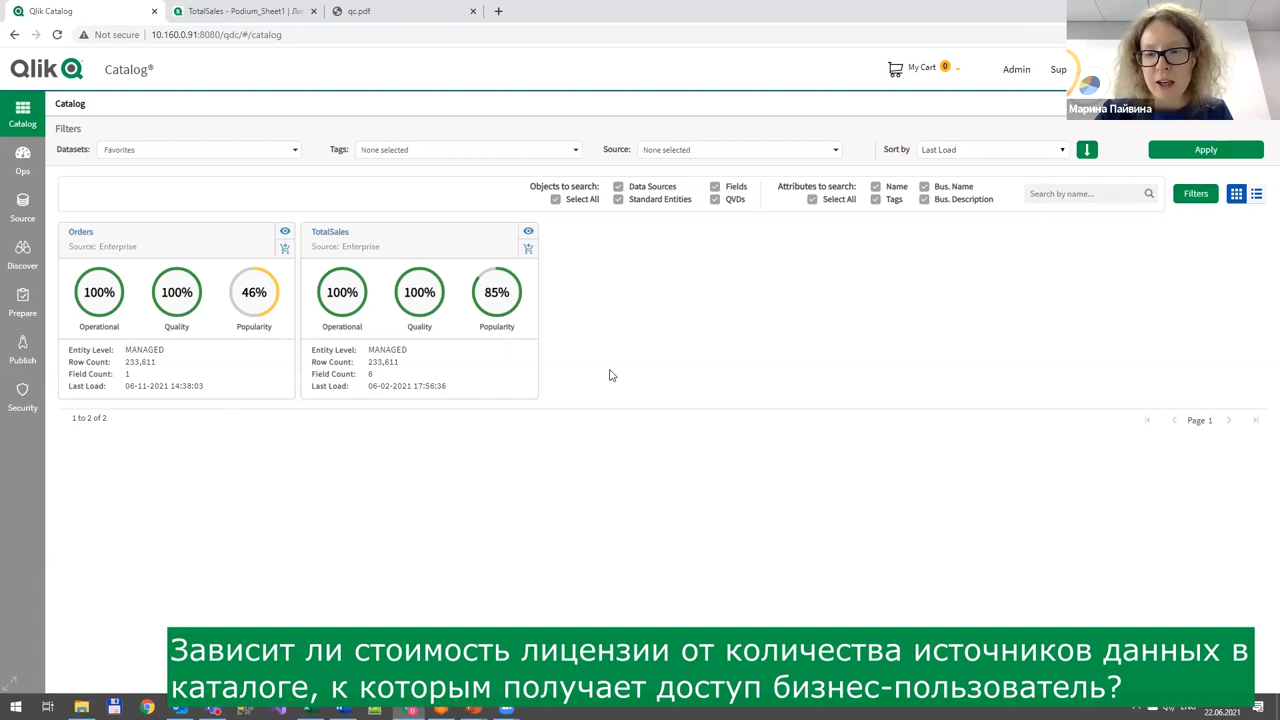 Qlik Catalog
TotalSales - Podium_Sheet1 | Ли
qc.pdf
Not secure
10.160.0.91:8080/qdc/#/catalog
Qlik
Catalog®
My Cart 0
Admin
Sup
Марина Пайвина
Catalog
Catalog
Filters
Datasets:
Favorites
Tags:
None selected
Source:
None selected
Sort by
Last Load
Apply
Ops
Source
Discover
Prepare
Publish
Security
Objects to search:
Data Sources
Fields
Select All
Standard Entities
QVDs
Attributes to search:
Name
Bus. Name
Select All
Tags
Bus. Description
Search by name...
Filters
Orders
Source: Enterprise
100%
100%
46%
Operational
Quality
Popularity
Entity Level: MANAGED
Row Count: 233,611
Field Count: 1
Last Load: 06-11-2021 14:38:03
TotalSales
Source: Enterprise
100%
100%
85%
Operational
Quality
Popularity
Entity Level: MANAGED
Row Count: 233,611
Field Count: 6
Last Load: 06-02-2021 17:56:36
1 to 2 of 2
Page 1
Зависит ли стоимость лицензии от количества источников данных в
каталоге, к которым получает доступ бизнес-пользователь?
22.06.2021